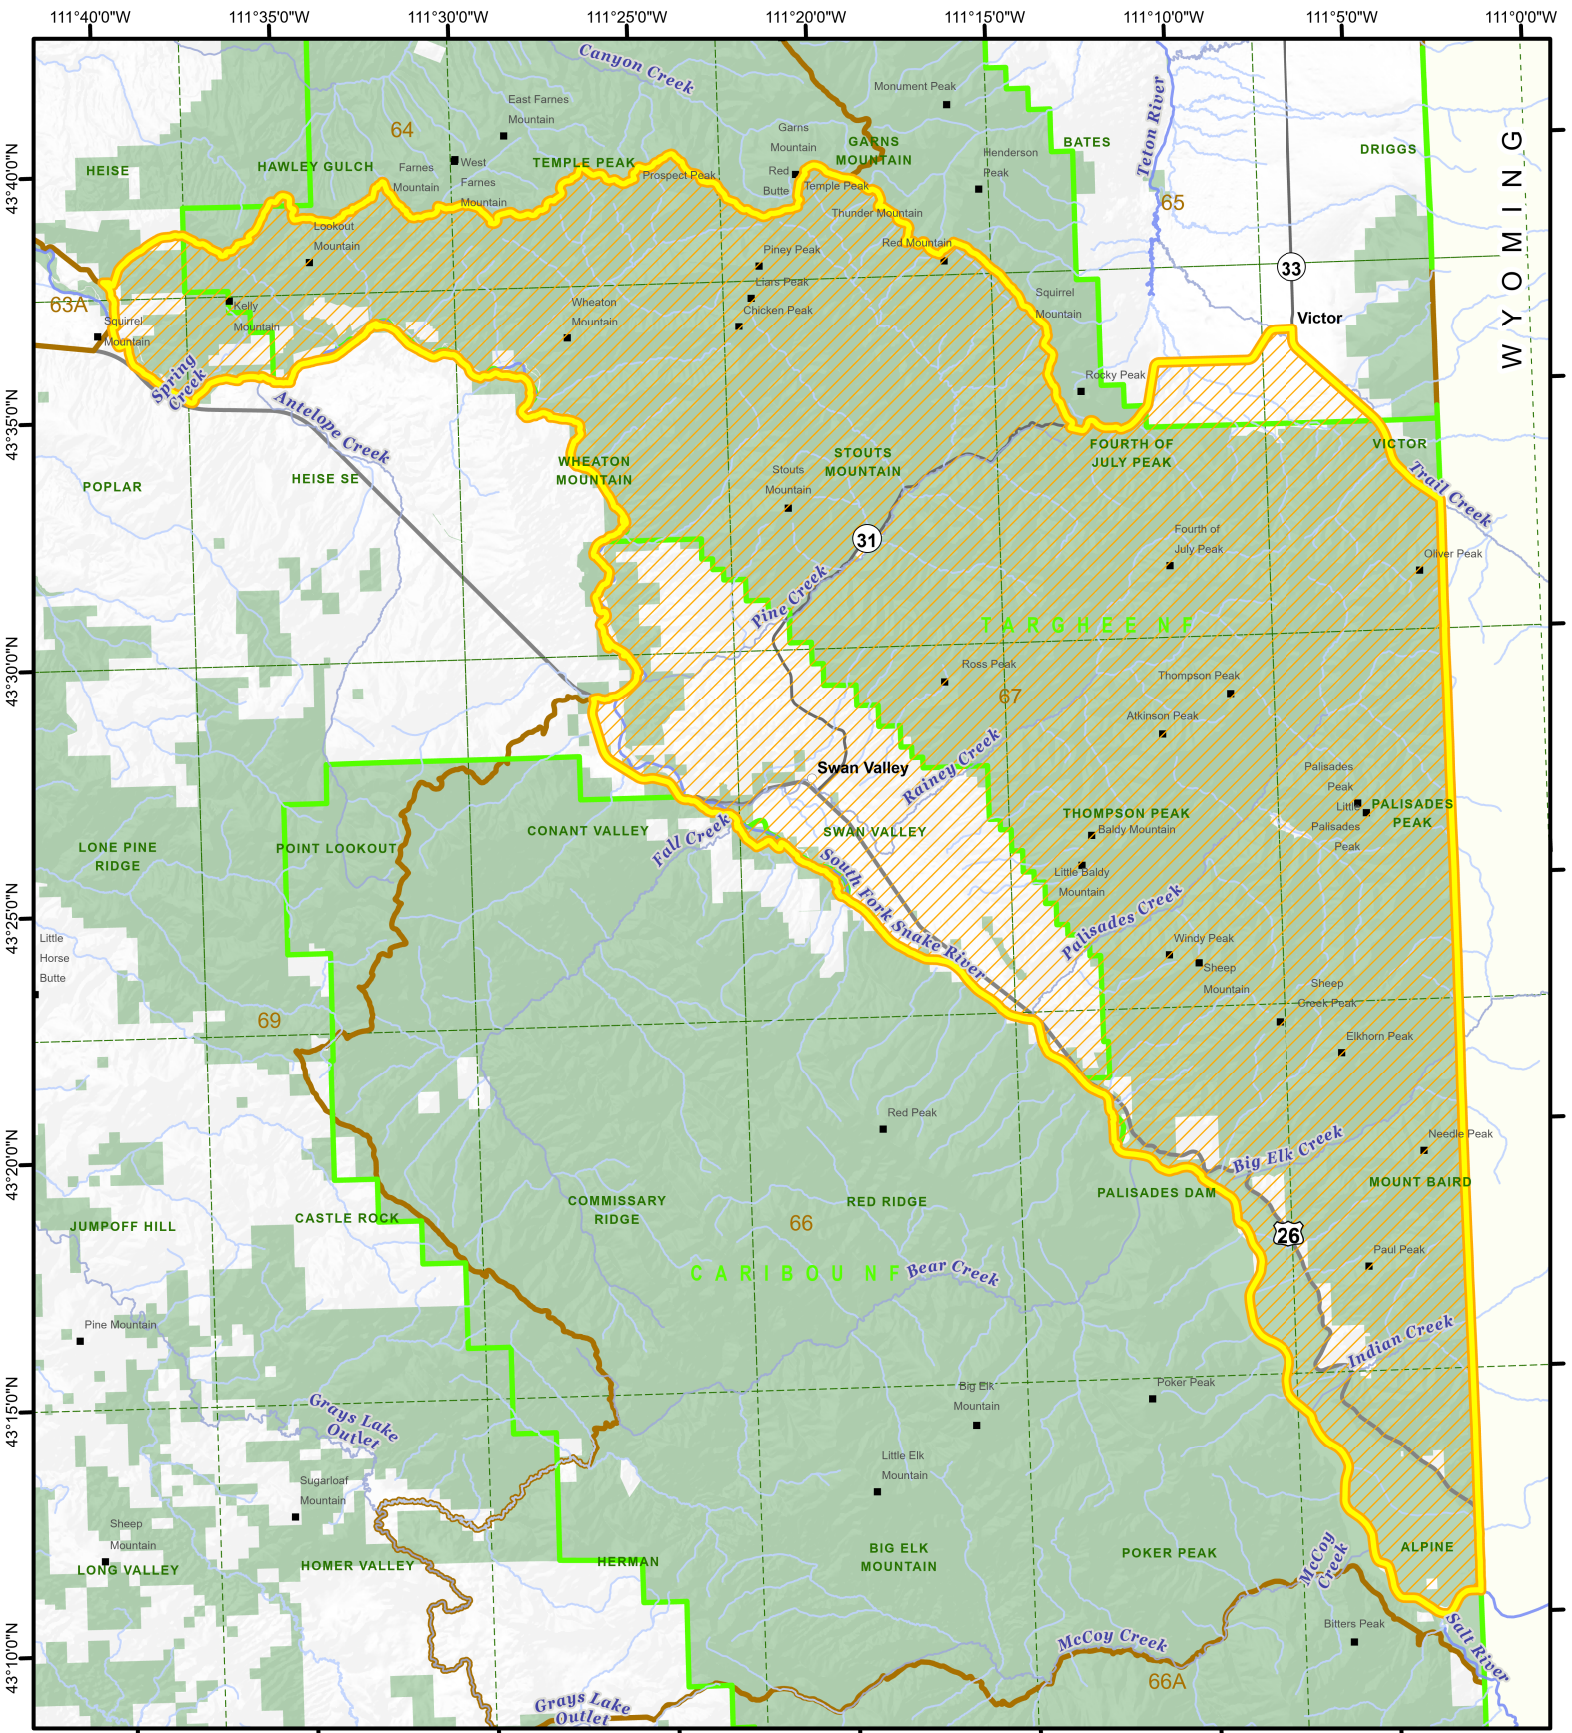 111°40'0"W
111°35'0"W
111°30'0"W
111°25'0"W
111°20'0"W
111°15'0"W
111°10'0"W
111°5'0"W
111°0'0"W
Canyon Creek
Monument Peak
East Farnes
Mountain
64
Garns
Mountain
GARNS
MOUNTAIN
BATES
Teton River
DRIGGS
WYOMING
HEISE
HAWLEY GULCH
Farnes
Mountain
West
Farnes
Mountain
TEMPLE PEAK
Prospect Peak
Red
Butte
Temple Peak
Henderson
Peak
43°40'0"N
65
Thunder Mountain
Lookout
Mountain
Piney Peak
Red Mountain
33
Liars Peak
Squirrel
Mountain
63A
Kelly
Mountain
Wheaton
Mountain
Chicken Peak
Victor
Squirrel
Mountain
Rocky Peak
Spring
Creek
Antelope Creek
43°35'0"N
FOURTH OF
JULY PEAK
VICTOR
STOUTS
MOUNTAIN
WHEATON
MOUNTAIN
Stouts
Mountain
Trail Creek
POPLAR
HEISE SE
31
Fourth of
July Peak
Oliver Peak
Pine Creek
TARGHEE NF
43°30'0"N
Ross Peak
67
Thompson Peak
Atkinson Peak
Swan Valley
Rainey Creek
Palisades
Peak
Little
Palisades
Peak
PALISADES
PEAK
THOMPSON PEAK
Baldy Mountain
LONE PINE
RIDGE
POINT LOOKOUT
CONANT VALLEY
Fall Creek
SWAN VALLEY
South Fork Snake River
Little Baldy
Mountain
43°25'0"N
Palisades Creek
Little
Horse
Butte
Windy Peak
Sheep
Mountain
Sheep
Creek Peak
69
Elkhorn Peak
Red Peak
Needle Peak
43°20'0"N
Big Elk Creek
MOUNT BAIRD
JUMPOFF HILL
CASTLE ROCK
COMMISSARY
RIDGE
RED RIDGE
PALISADES DAM
66
26
Paul Peak
CARIBOU NF
Bear Creek
Pine Mountain
Indian Creek
43°15'0"N
Grays Lake
Outlet
Big Elk
Mountain
Poker Peak
Sugarloaf
Mountain
Little Elk
Mountain
Sheep
Mountain
LONG VALLEY
HOMER VALLEY
HERMAN
BIG ELK
MOUNTAIN
POKER PEAK
McCoy
Creek
ALPINE
43°10'0"N
McCoy Creek
Bitters Peak
Salt River
66A
Grays Lake
Outlet